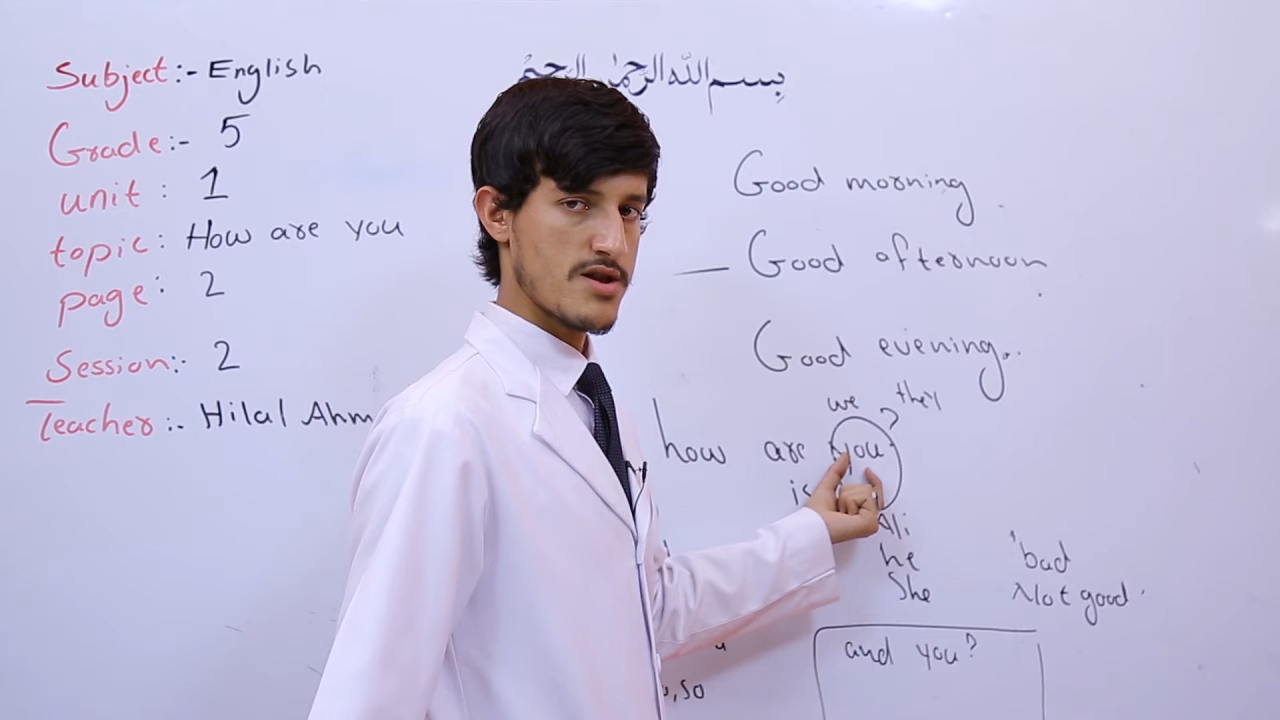 Subject:- English
Grade:- 5
unit : 1
topic: How are you
page: 2
Session:- 2
Teacher:- Hilal Ahm
بسم الله الرحمن الرحيم
Good morning
Good afternoon
Good evening..
we they
how are you?
is
Ali
he
She
bad
Not good
and you?
,so